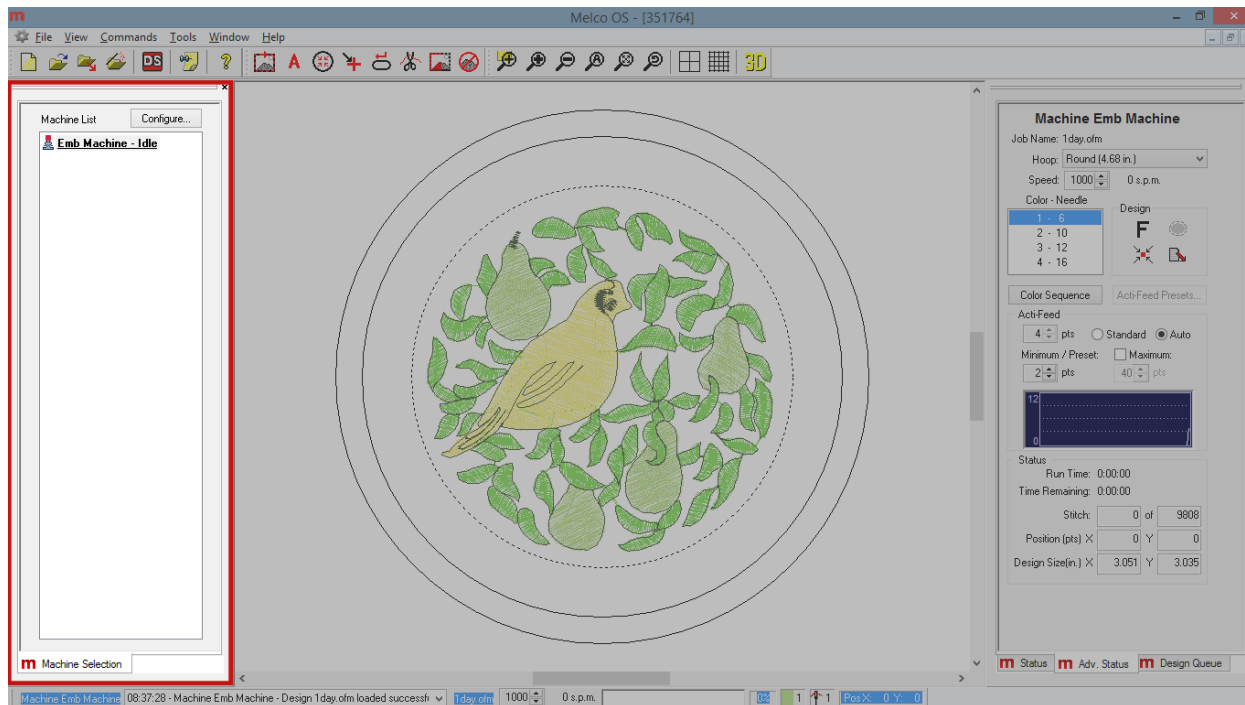 m
Melco OS - [351764]
File View Commands Tools Window Help
DS ? A 3D
Machine List Configure...
Emb Machine - Idle
m Machine Selection
Machine Emb Machine
Job Name: 1day.ofm
Hoop: Round (4.68 in.)
Speed: 1000 0 s.p.m.
Color - Needle
1 - 6
2 - 10
3 - 12
4 - 16
Design
F
Color Sequence Acti-Feed Presets...
Acti-Feed
4 pts Standard Auto
Minimum / Preset: Maximum:
2 pts 40 pts
12
0
Status
Run Time: 0:00:00
Time Remaining: 0:00:00
Stitch: 0 of 9808
Position (pts) X 0 Y 0
Design Size(in.) X 3.051 Y 3.035
m Status m Adv. Status m Design Queue
Machine Emb Machine 08:37:28 - Machine Emb Machine - Design 1day.ofm loaded successf 1day.ofm 1000 0 s.p.m. 0% 1 1 Pos X: 0 Y: 0